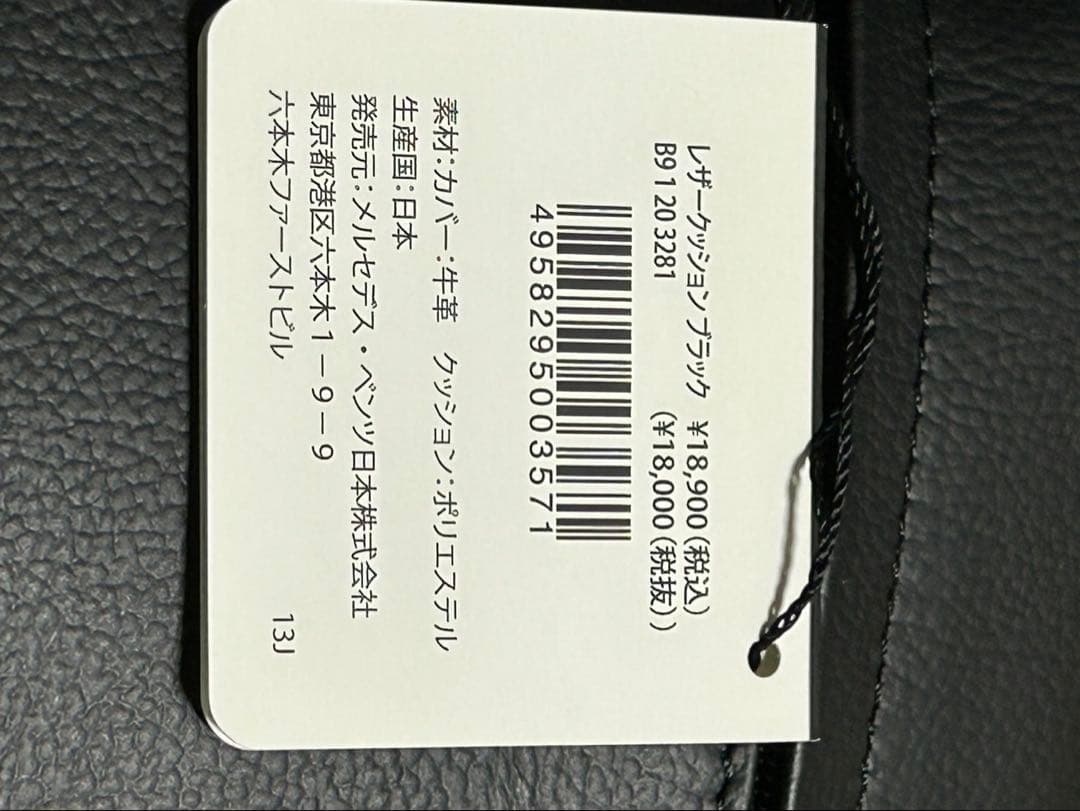 レザークッション ブラック ¥18,900(税込)
B9 1 20 3281 (¥18,000(税抜))
4958295003571
素材:カバー:牛革 クッション:ポリエステル
生産国:日本
発売元:メルセデス・ベンツ日本株式会社
東京都港区六本木1-9-9
六本木ファーストビル 13J